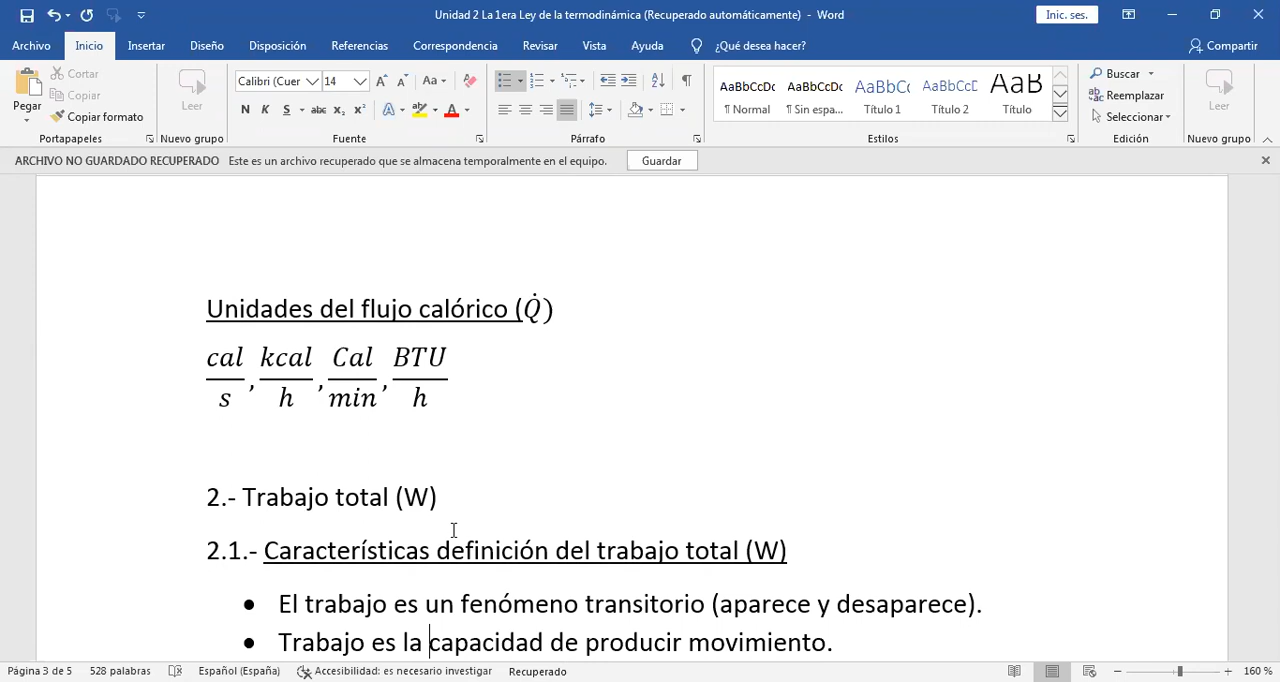 Unidad 2 La 1era Ley de la termodinámica (Recuperado automáticamente) - Word
Inic. ses.
Archivo Inicio Insertar Diseño Disposición Referencias Correspondencia Revisar Vista Ayuda ¿Qué desea hacer? Compartir
Pegar
Cortar
Copiar
Copiar formato
Portapapeles
Leer
Nuevo grupo
Calibri (Cuer 14
N K S abc x₂ x²
Fuente
Párrafo
AaBbCcDc AaBbCcDc AaBbCc AaBbCcD AaB
¶ Normal ¶ Sin espa... Título 1 Título 2 Título
Estilos
Buscar
Reemplazar
Seleccionar
Edición
Leer
Nuevo grupo
ARCHIVO NO GUARDADO RECUPERADO Este es un archivo recuperado que se almacena temporalmente en el equipo. Guardar
Unidades del flujo calórico (Q̇)
cal/s, kcal/h, Cal/min, BTU/h
2.- Trabajo total (W)
2.1.- Características definición del trabajo total (W)
• El trabajo es un fenómeno transitorio (aparece y desaparece).
• Trabajo es la capacidad de producir movimiento.
Página 3 de 5 528 palabras Español (España) Accesibilidad: es necesario investigar Recuperado 160 %